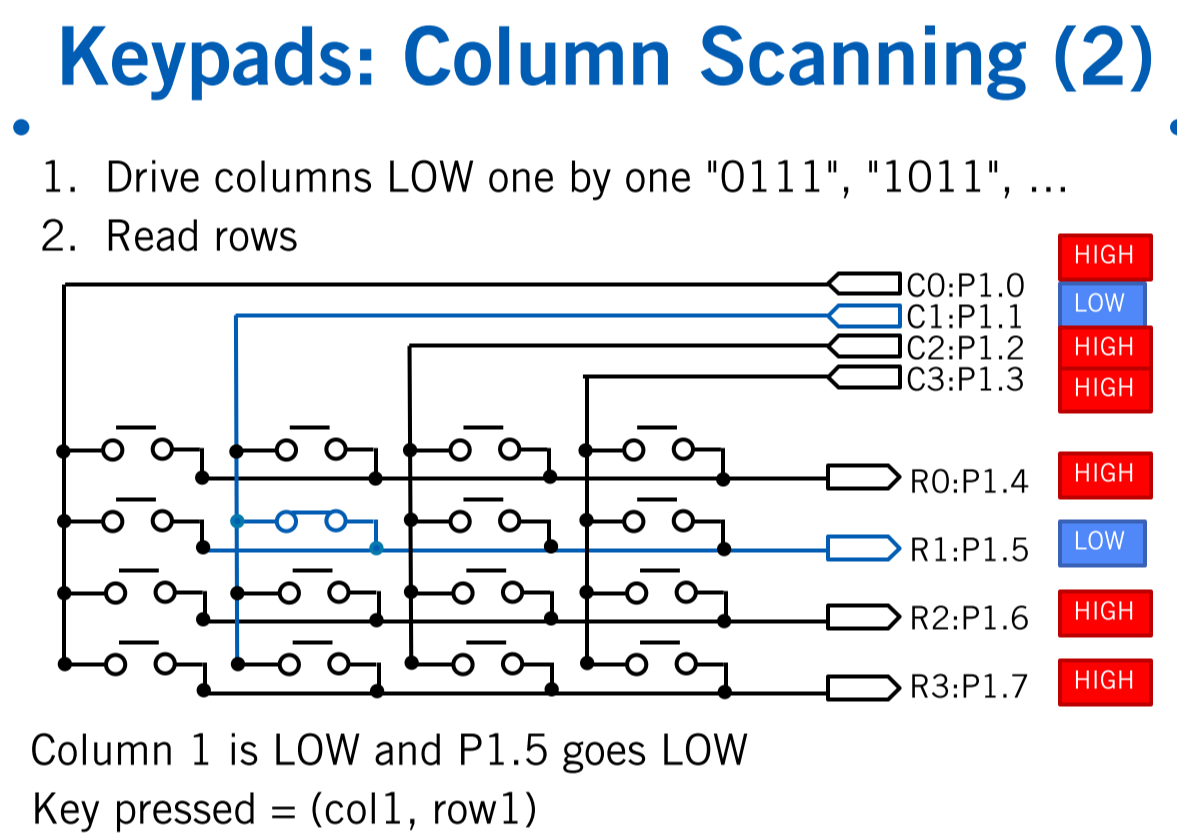 Keypads: Column Scanning (2)
1. Drive columns LOW one by one "0111", "1011", ...
2. Read rows
C0:P1.0 HIGH
C1:P1.1 LOW
C2:P1.2 HIGH
C3:P1.3 HIGH
R0:P1.4 HIGH
R1:P1.5 LOW
R2:P1.6 HIGH
R3:P1.7 HIGH
Column 1 is LOW and P1.5 goes LOW
Key pressed = (col1, row1)